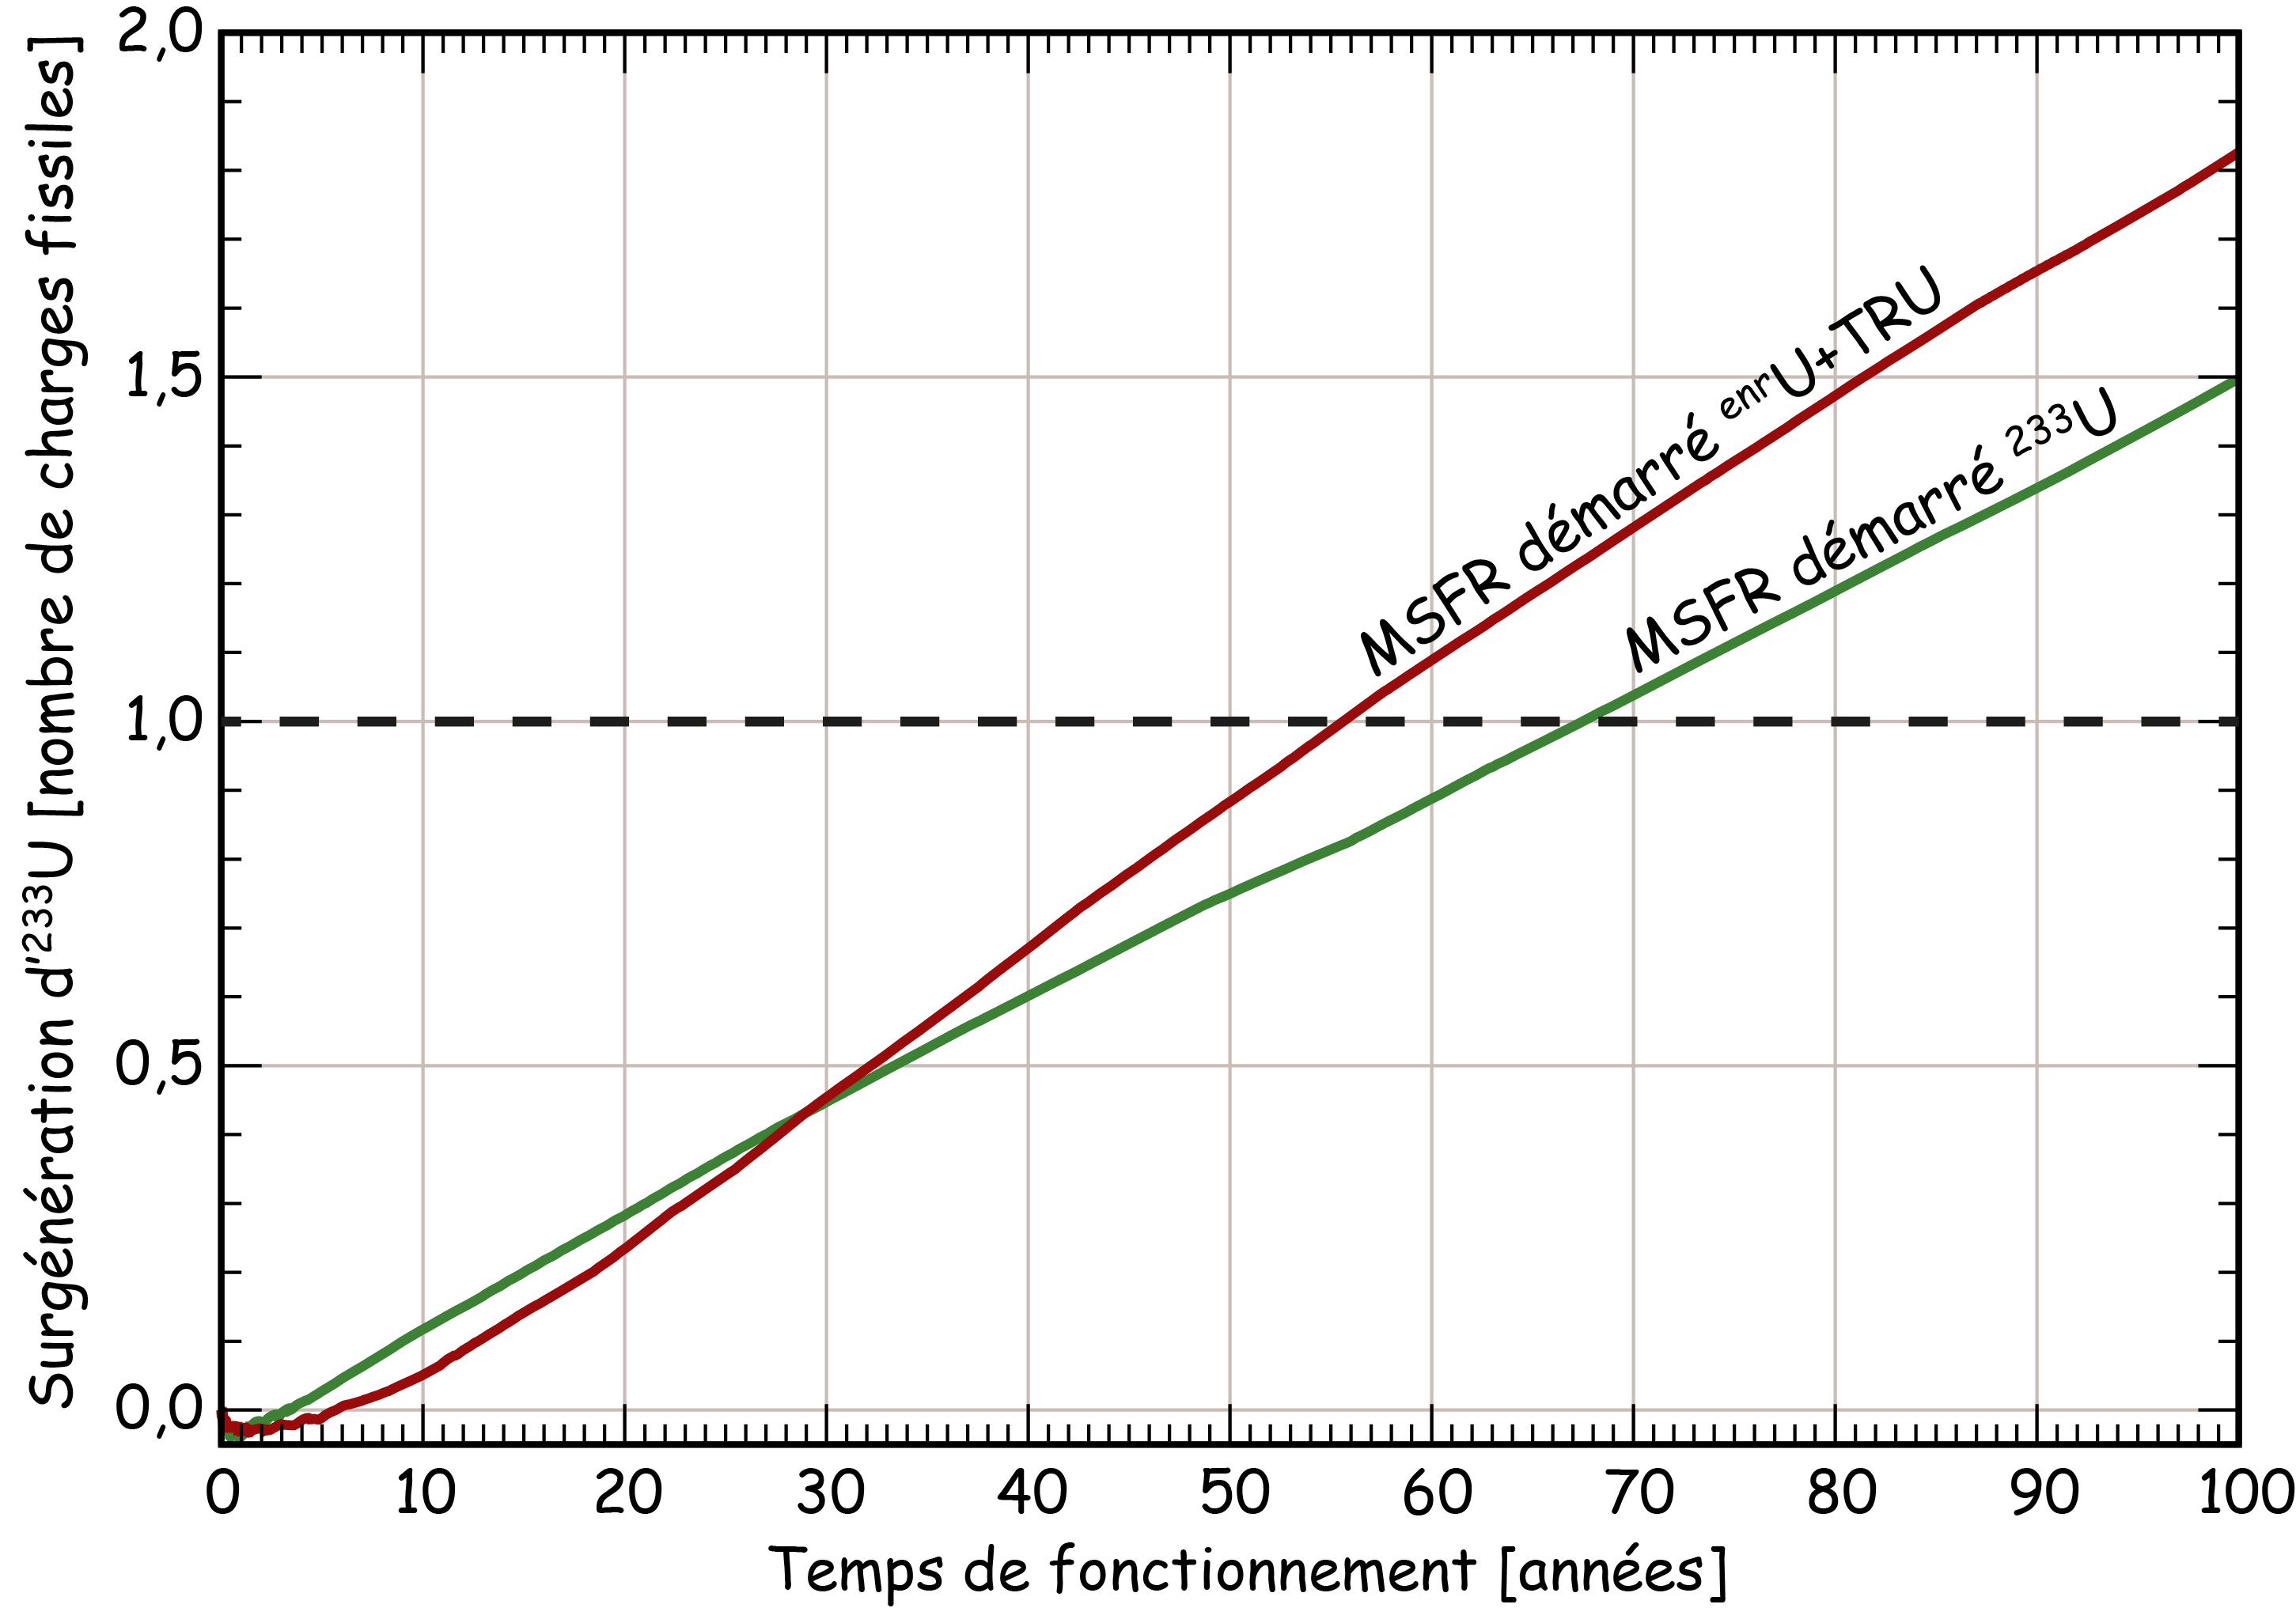 Surgénération d'²³³U [nombre de charges fissiles]
2,0
1,5
1,0
0,5
0,0
MSFR démarré ᵉⁿʳU+TRU
MSFR démarré ²³³U
0 10 20 30 40 50 60 70 80 90 100
Temps de fonctionnement [années]